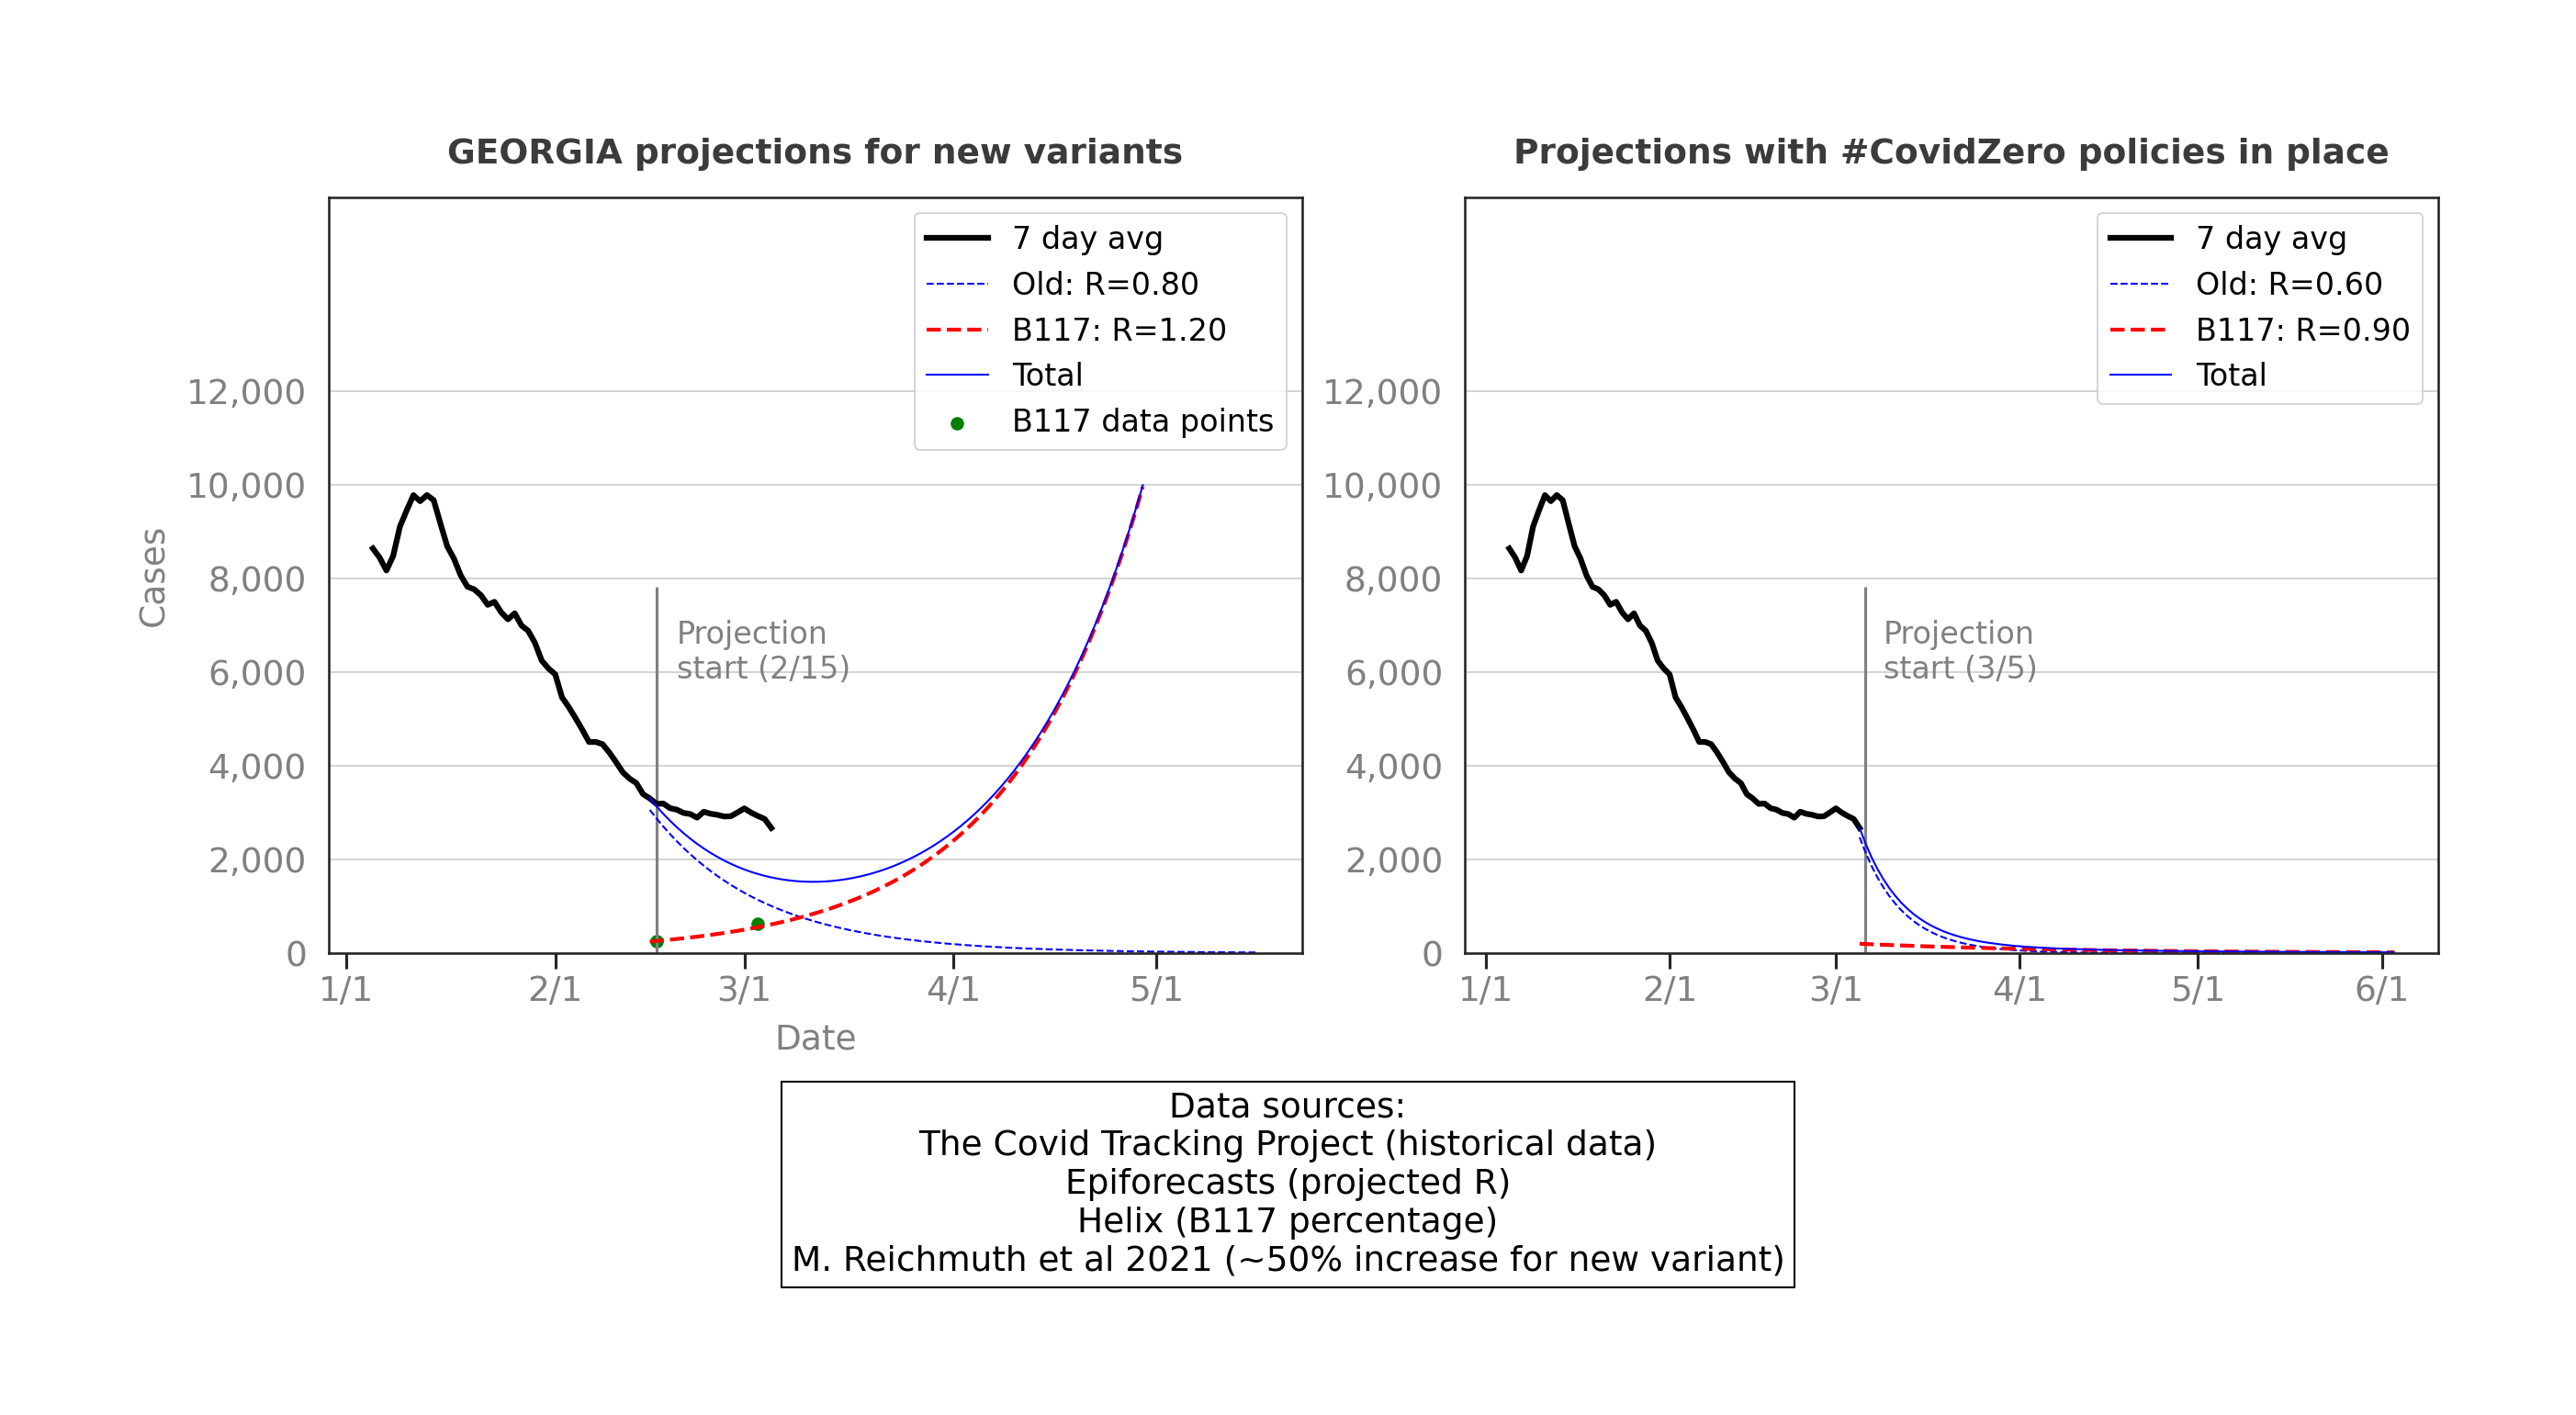 GEORGIA projections for new variants
7 day avg
Old: R=0.80
B117: R=1.20
Total
B117 data points
12,000
10,000
8,000
6,000
4,000
2,000
0
Cases
Projection
start (2/15)
1/1
2/1
3/1
4/1
5/1
Date
Projections with #CovidZero policies in place
7 day avg
Old: R=0.60
B117: R=0.90
Total
12,000
10,000
8,000
6,000
4,000
2,000
0
Projection
start (3/5)
1/1
2/1
3/1
4/1
5/1
6/1
Data sources:
The Covid Tracking Project (historical data)
Epiforecasts (projected R)
Helix (B117 percentage)
M. Reichmuth et al 2021 (~50% increase for new variant)